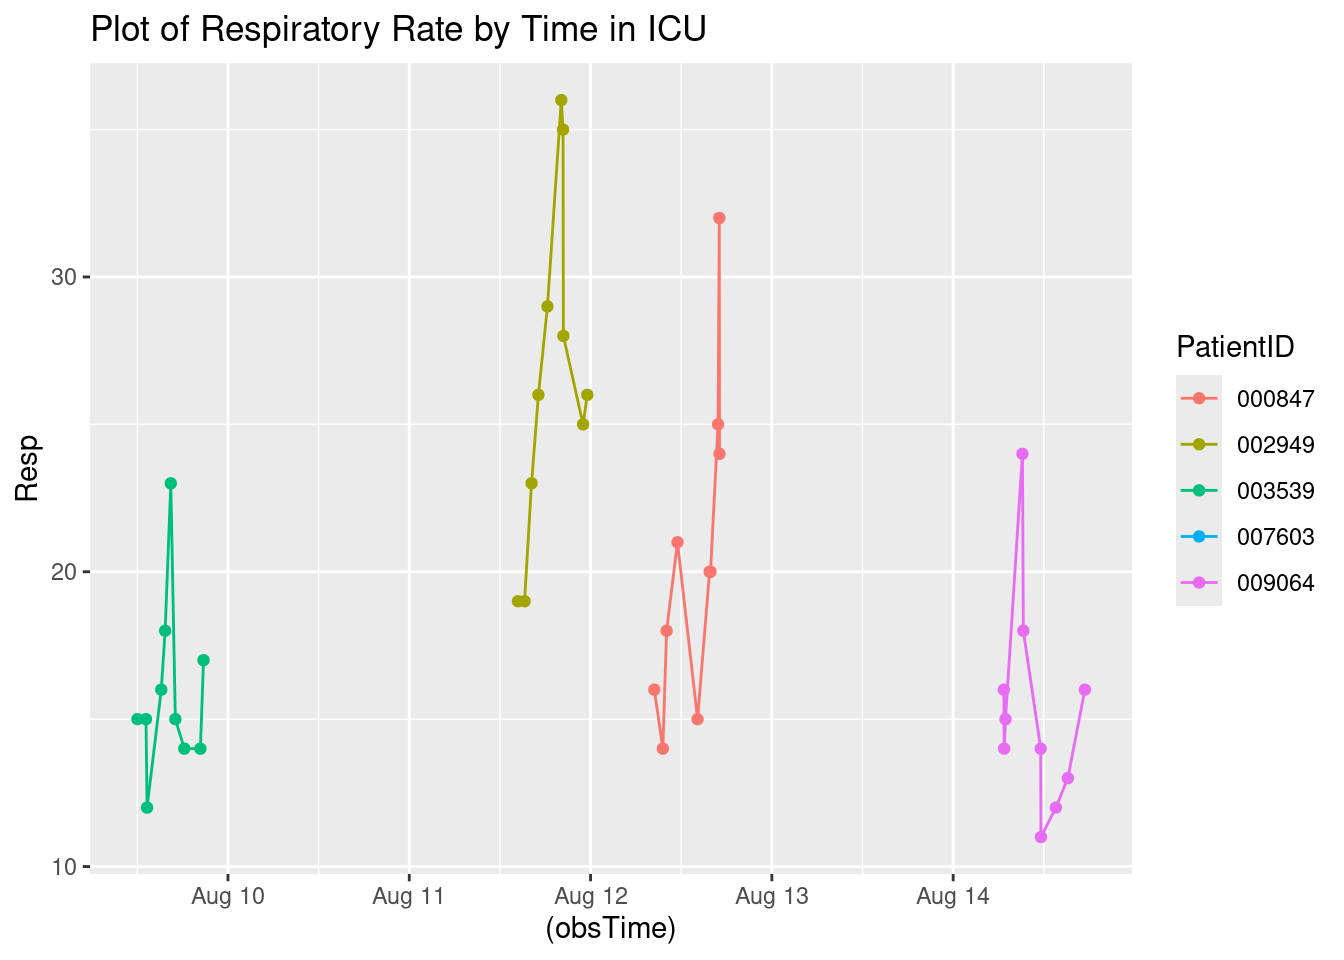 Plot of Respiratory Rate by Time in ICU
30
20
10
Resp
Aug 10 Aug 11 Aug 12 Aug 13 Aug 14
(obsTime)
PatientID
000847
002949
003539
007603
009064